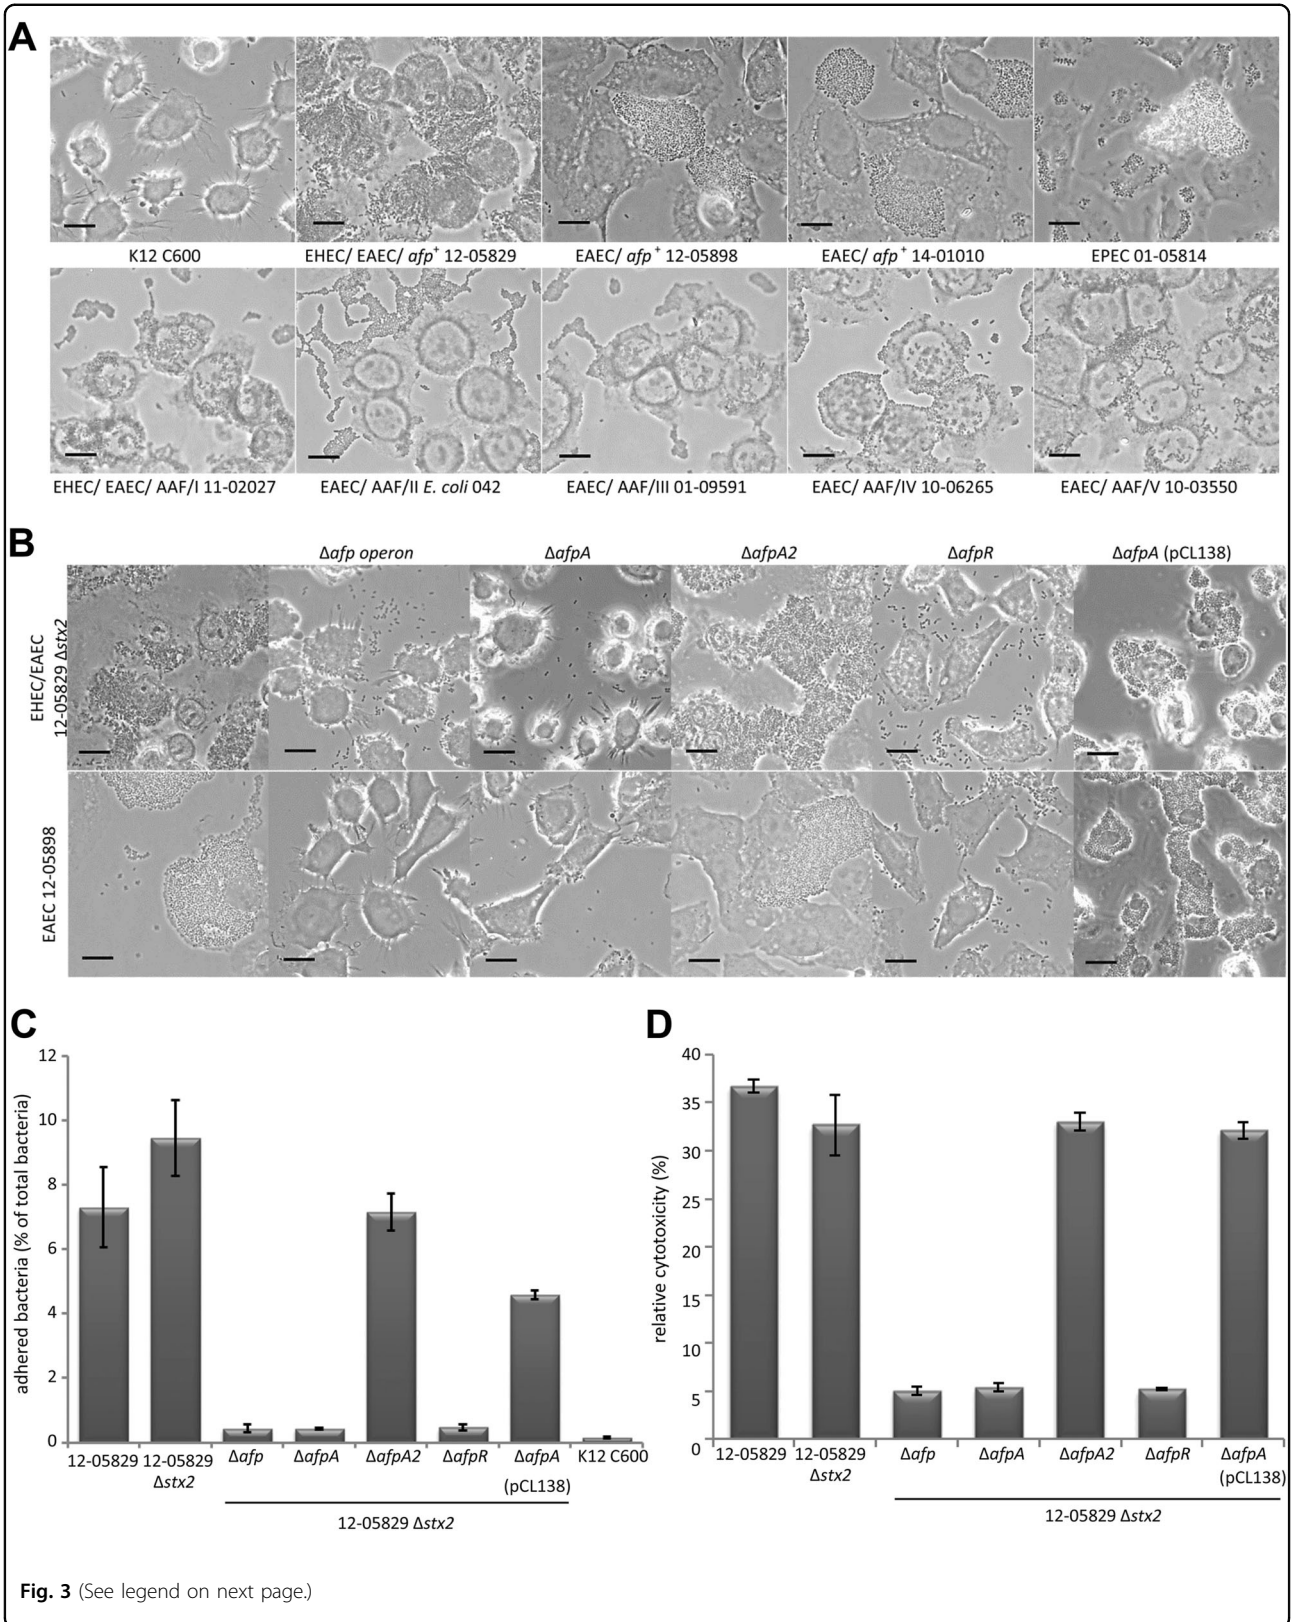 A
K12 C600
EHEC/ EAEC/ afp+ 12-05829
EAEC/ afp+ 12-05898
EAEC/ afp+ 14-01010
EPEC 01-05814
EHEC/ EAEC/ AAF/I 11-02027
EAEC/ AAF/II E. coli 042
EAEC/ AAF/III 01-09591
EAEC/ AAF/IV 10-06265
EAEC/ AAF/V 10-03550
B
Δafp operon
ΔafpA
ΔafpA2
ΔafpR
ΔafpA (pCL138)
EHEC/EAEC
12-05829 Δstx2
EAEC 12-05898
C
adhered bacteria (% of total bacteria)
12
10
8
6
4
2
0
12-05829
12-05829
Δstx2
Δafp
ΔafpA
ΔafpA2
ΔafpR
ΔafpA
(pCL138)
K12 C600
12-05829 Δstx2
D
relative cytotoxicity (%)
40
35
30
25
20
15
10
5
0
12-05829
12-05829
Δstx2
Δafp
ΔafpA
ΔafpA2
ΔafpR
ΔafpA
(pCL138)
12-05829 Δstx2
Fig. 3 (See legend on next page.)